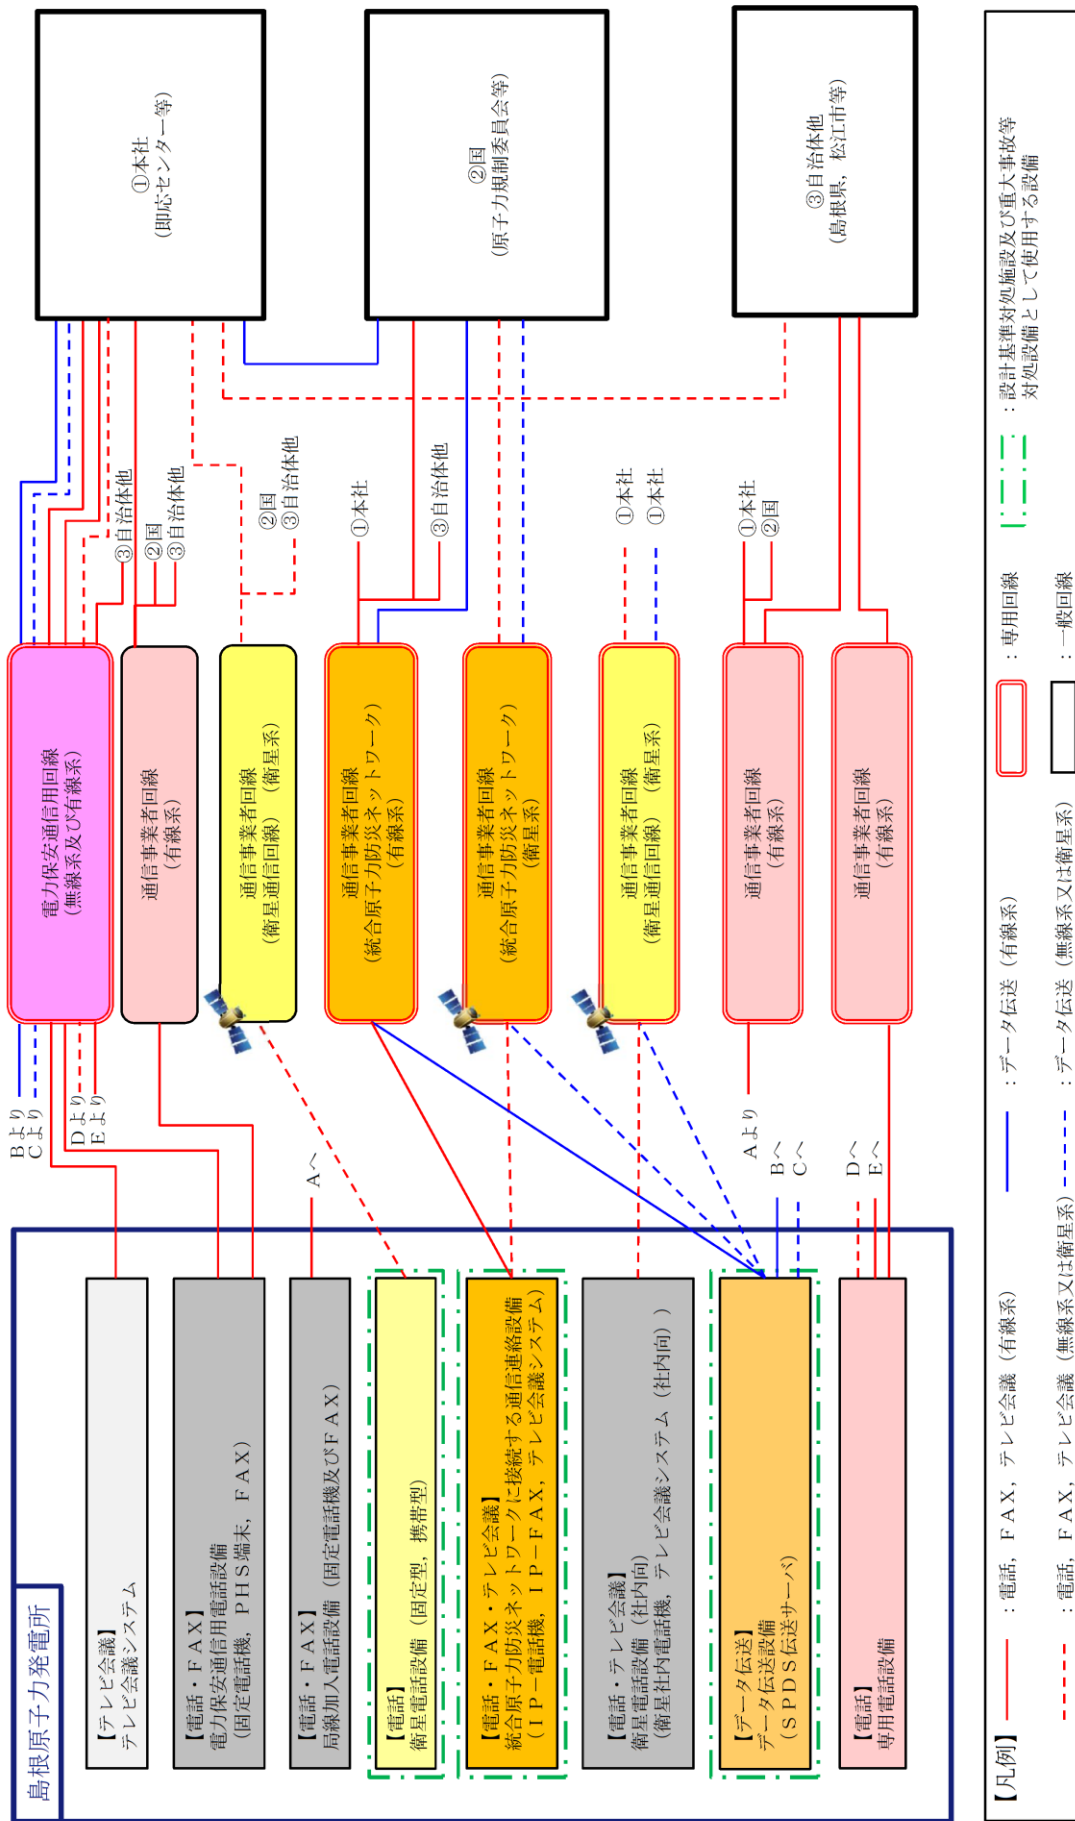 島根原子力発電所
【テレビ会議】
テレビ会議システム
【電話・ＦＡＸ】
電力保安通信用電話設備
(固定電話機，ＰＨＳ端末，ＦＡＸ)
【電話・ＦＡＸ】
局線加入電話設備（固定電話機及びＦＡＸ）
【電話】
衛星電話設備（固定型，携帯型）
【電話・ＦＡＸ・テレビ会議】
統合原子力防災ネットワークに接続する通信連絡設備
(ＩＰ－電話機，ＩＰ－ＦＡＸ，テレビ会議システム)
【電話・テレビ会議】
衛星電話設備（社内向）
(衛星社内電話機，テレビ会議システム（社内向）)
【データ伝送】
データ伝送設備
(ＳＰＤＳ伝送サーバ)
【電話】
専用電話設備
Ｂより
Ｃより
Ｄより
Ｅより
Ａへ
Ａより
Ｂへ
Ｃへ
Ｄへ
Ｅへ
電力保安通信用回線
(無線系及び有線系)
通信事業者回線
(有線系)
通信事業者回線
(衛星通信回線)　(衛星系)
通信事業者回線
(統合原子力防災ネットワーク)
(有線系)
通信事業者回線
(統合原子力防災ネットワーク)
(衛星系)
通信事業者回線
(衛星通信回線)　(衛星系)
通信事業者回線
(有線系)
通信事業者回線
(有線系)
③自治体他
②国
③自治体他
②国
③自治体他
①本社
③自治体他
①本社
①本社
①本社
②国
①本社
(即応センター等)
②国
(原子力規制委員会等)
③自治体他
(島根県，松江市等)
【凡例】
：電話，ＦＡＸ，テレビ会議（有線系）
：データ伝送（有線系）
：専用回線
：設計基準対処施設及び重大事故等
対処設備として使用する設備
：電話，ＦＡＸ，テレビ会議（無線系又は衛星系）
：データ伝送（無線系又は衛星系）
：一般回線